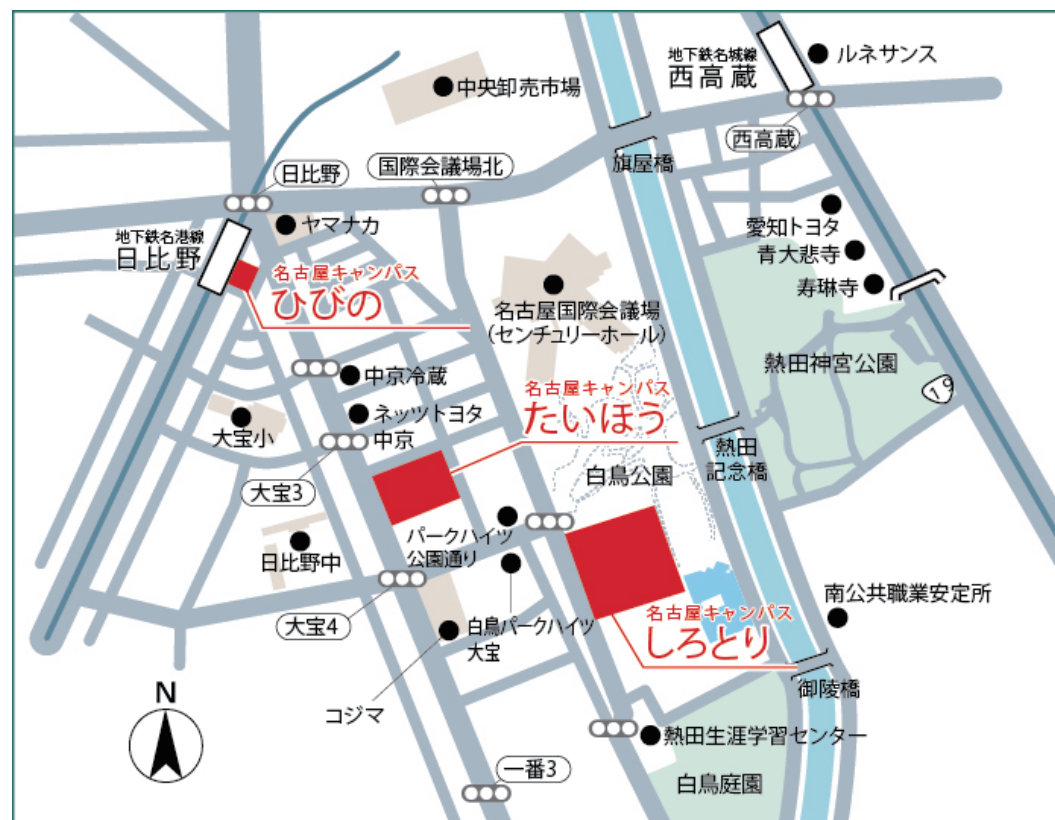 地下鉄名城線
西高蔵
ルネサンス
中央卸売市場
西高蔵
旗屋橋
国際会議場北
日比野
ヤマナカ
地下鉄名港線
日比野
名古屋キャンパス
ひびの
愛知トヨタ
青大悲寺
寿琳寺
名古屋国際会議場
(センチュリーホール)
熱田神宮公園
19
中京冷蔵
ネッツトヨタ
中京
大宝小
名古屋キャンパス
たいほう
熱田
記念橋
白鳥公園
大宝3
パークハイツ
公園通り
日比野中
大宝4
白鳥パークハイツ
大宝
コジマ
名古屋キャンパス
しろとり
南公共職業安定所
御陵橋
N
熱田生涯学習センター
一番3
白鳥庭園